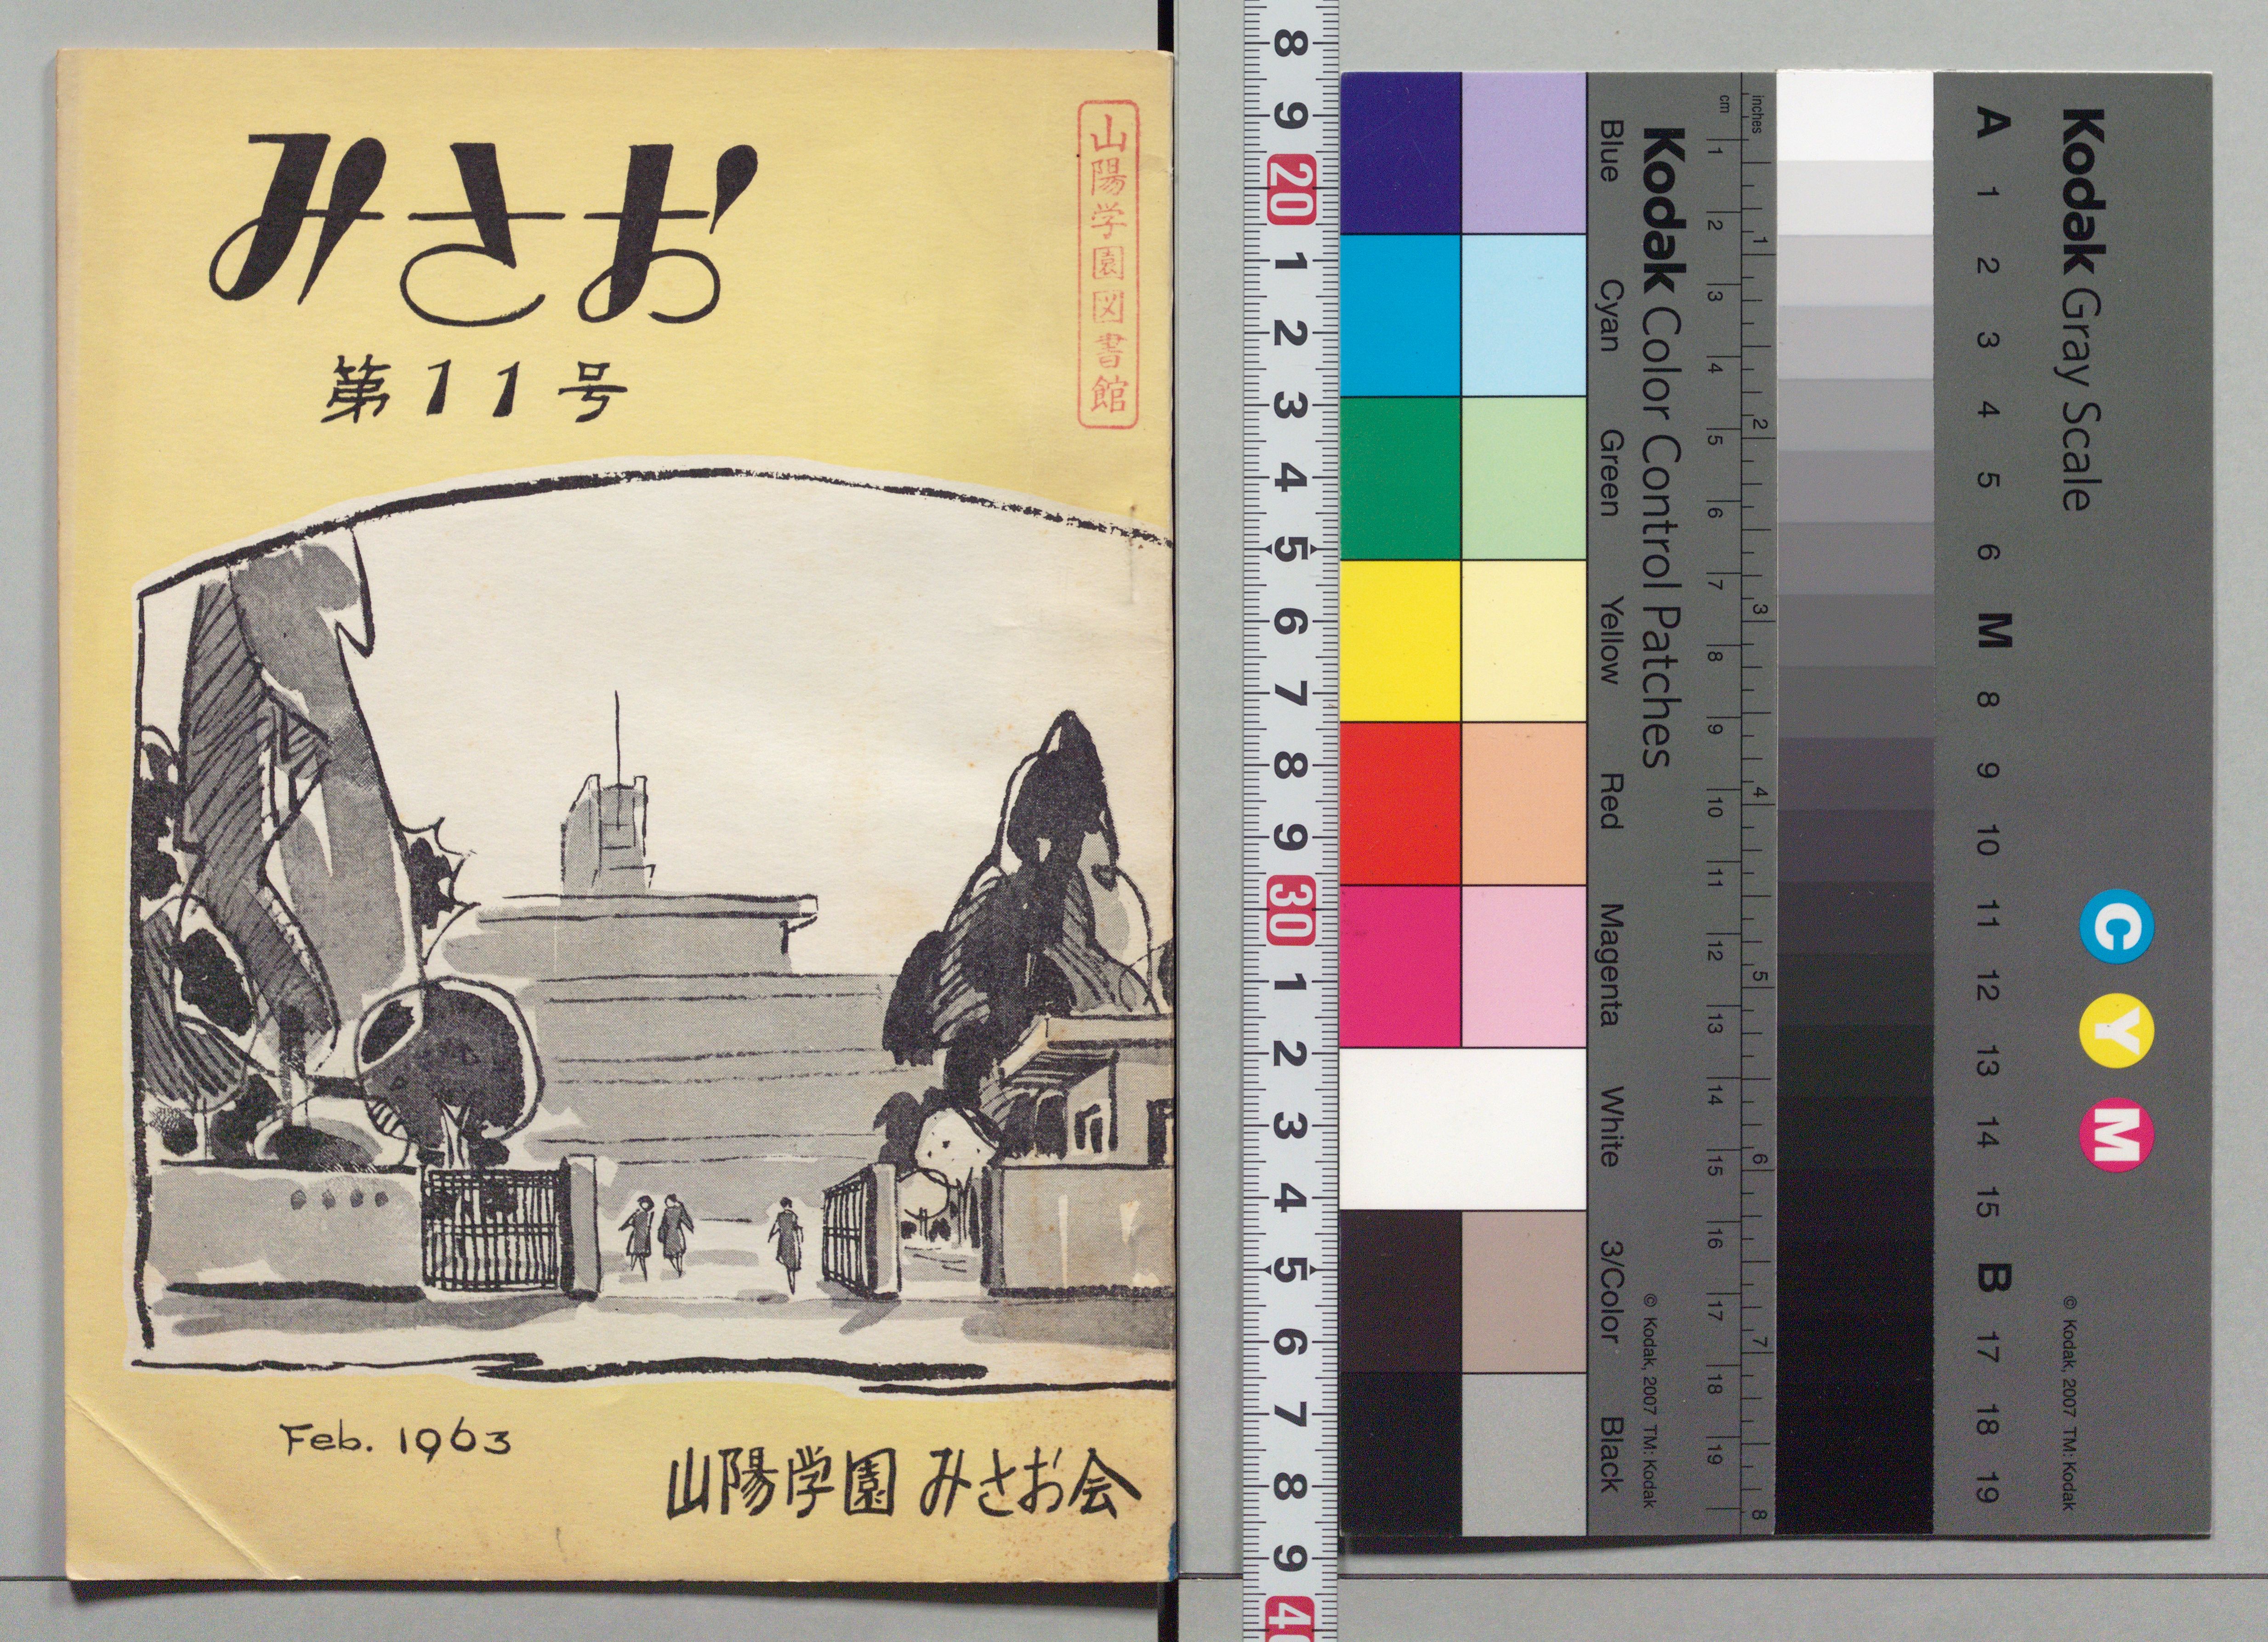 みさお
第11号
山陽学園図書館
Feb. 1963
山陽学園 みさお会
8
9
20
1
2
3
4
5
6
7
8
9
30
1
2
3
4
5
6
7
8
9
4
Kodak Color Control Patches
Blue Cyan Green Yellow Red Magenta White 3/Color Black
© Kodak, 2007 TM: Kodak
inches 1 2 3 4 5 6 7 8
cm 1 2 3 4 5 6 7 8 9 10 11 12 13 14 15 16 17 18 19
Kodak Gray Scale
C Y M
© Kodak, 2007 TM: Kodak
A 1 2 3 4 5 6 M 8 9 10 11 12 13 14 15 B 17 18 19